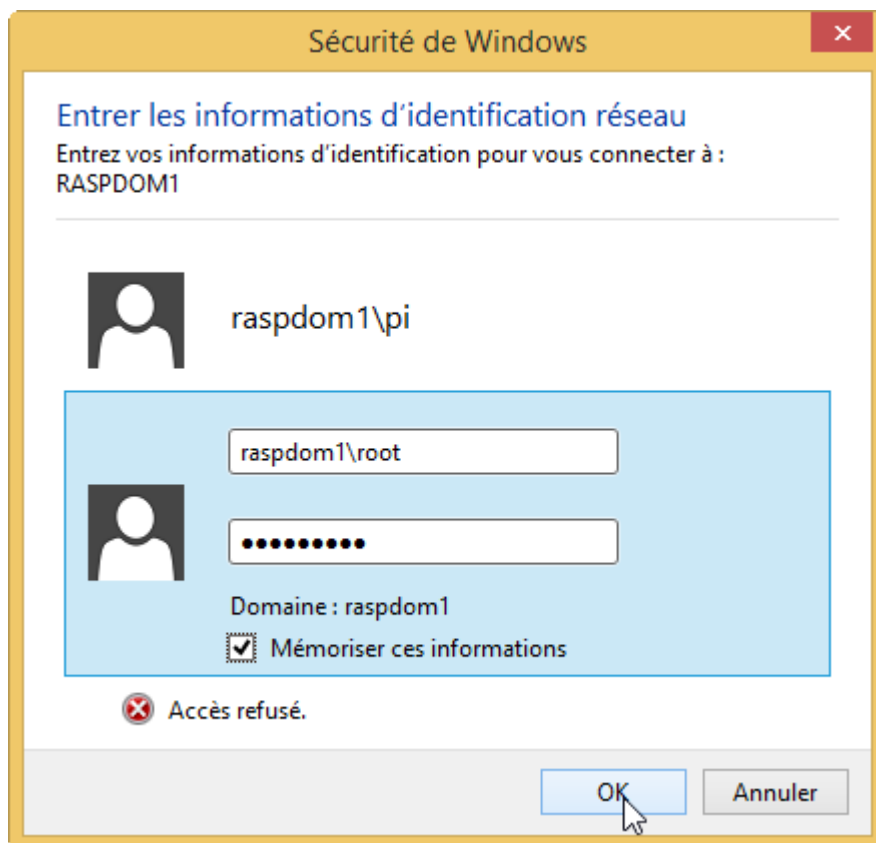 Sécurité de Windows
Entrer les informations d’identification réseau
Entrez vos informations d’identification pour vous connecter à :
RASPDOM1
raspdom1\pi
raspdom1\root
●●●●●●●●●
Domaine : raspdom1
Mémoriser ces informations
Accès refusé.
OK
Annuler